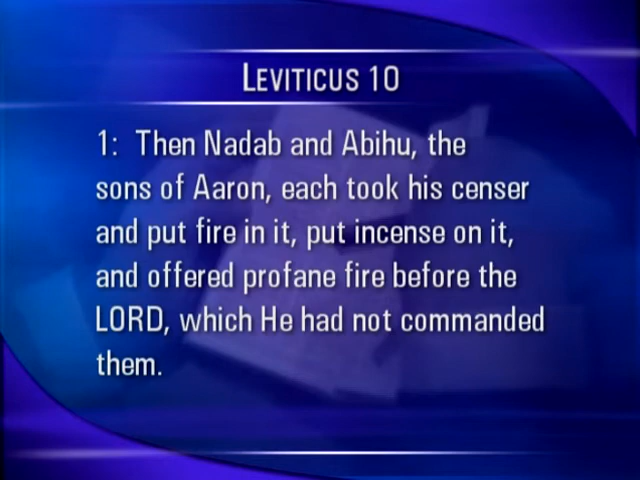 LEVITICUS 10
1: Then Nadab and Abihu, the
sons of Aaron, each took his censer
and put fire in it, put incense on it,
and offered profane fire before the
LORD, which He had not commanded
them.